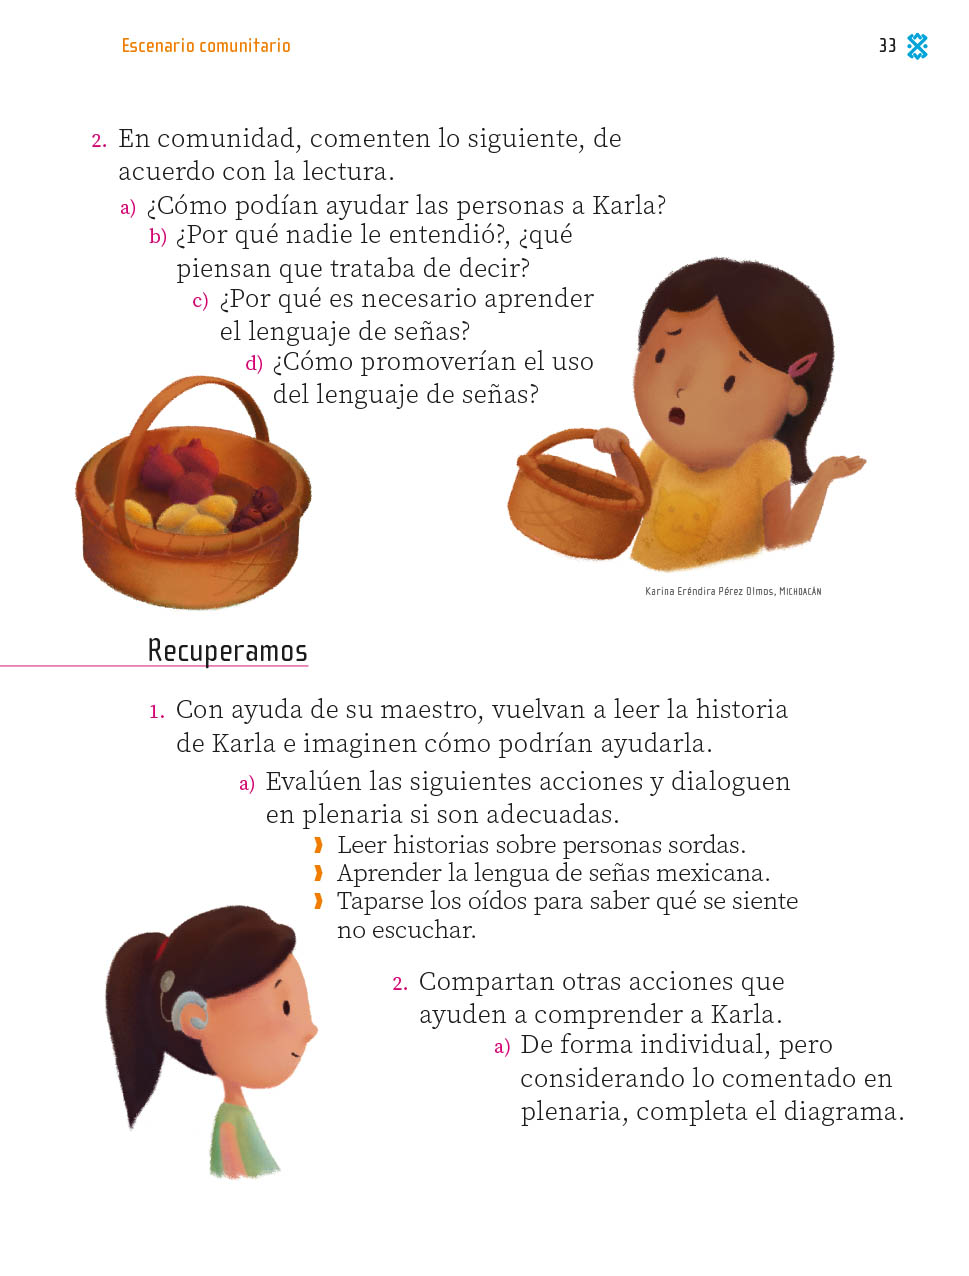 Escenario comunitario
33
2. En comunidad, comenten lo siguiente, de
acuerdo con la lectura.
a) ¿Cómo podían ayudar las personas a Karla?
b) ¿Por qué nadie le entendió?, ¿qué
piensan que trataba de decir?
c) ¿Por qué es necesario aprender
el lenguaje de señas?
d) ¿Cómo promoverían el uso
del lenguaje de señas?
Karina Eréndira Pérez Olmos, MICHOACÁN
Recuperamos
1. Con ayuda de su maestro, vuelvan a leer la historia
de Karla e imaginen cómo podrían ayudarla.
a) Evalúen las siguientes acciones y dialoguen
en plenaria si son adecuadas.
Leer historias sobre personas sordas.
Aprender la lengua de señas mexicana.
Taparse los oídos para saber qué se siente
no escuchar.
2. Compartan otras acciones que
ayuden a comprender a Karla.
a) De forma individual, pero
considerando lo comentado en
plenaria, completa el diagrama.